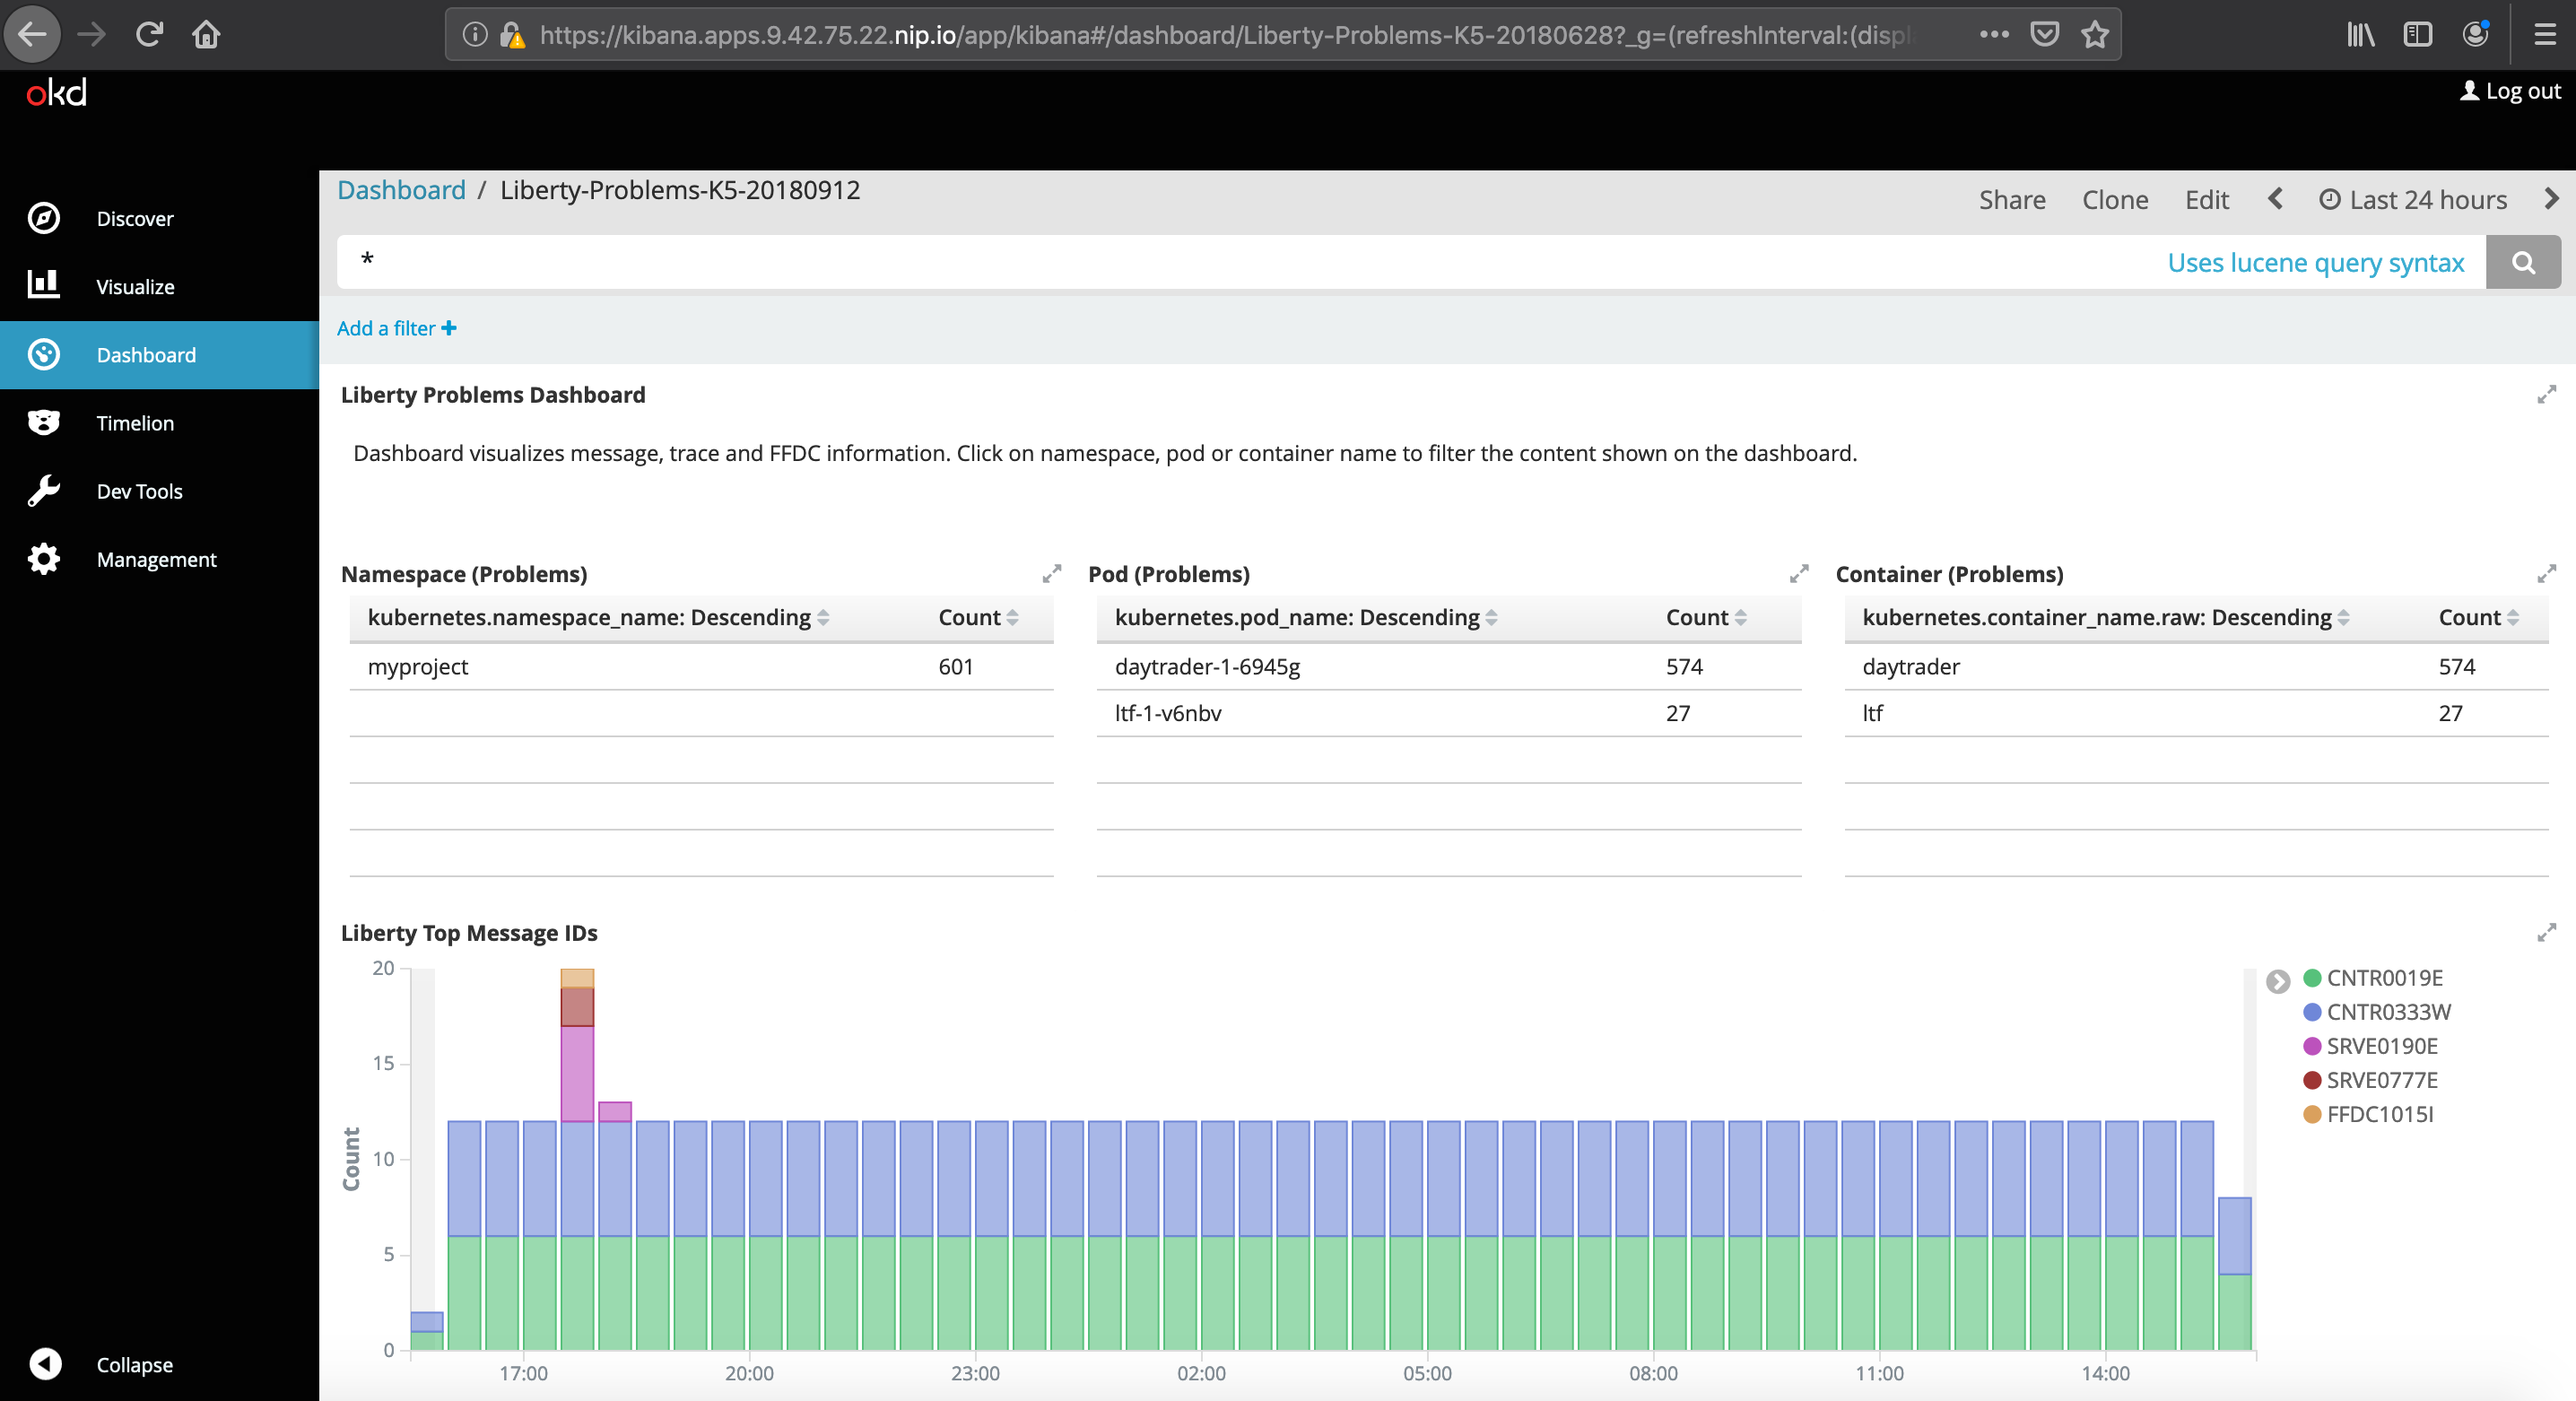 https://kibana.apps.9.42.75.22.nip.io/app/kibana#/dashboard/Liberty-Problems-K5-20180628?_g=(refreshInterval:(displ
okd
Log out
Discover
Visualize
Dashboard
Timelion
Dev Tools
Management
Collapse
Dashboard / Liberty-Problems-K5-20180912
Share Clone Edit Last 24 hours
*
Uses lucene query syntax
Add a filter +
Liberty Problems Dashboard
Dashboard visualizes message, trace and FFDC information. Click on namespace, pod or container name to filter the content shown on the dashboard.
Namespace (Problems)
kubernetes.namespace_name: Descending Count
myproject 601
Pod (Problems)
kubernetes.pod_name: Descending Count
daytrader-1-6945g 574
ltf-1-v6nbv 27
Container (Problems)
kubernetes.container_name.raw: Descending Count
daytrader 574
ltf 27
Liberty Top Message IDs
Count
20
15
10
5
0
17:00 20:00 23:00 02:00 05:00 08:00 11:00 14:00
CNTR0019E
CNTR0333W
SRVE0190E
SRVE0777E
FFDC1015I